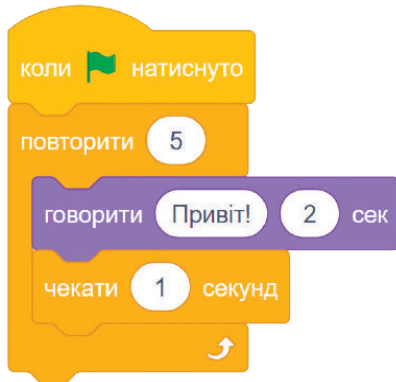 коли натиснуто
повторити 5
говорити Привіт! 2 сек
чекати 1 секунд